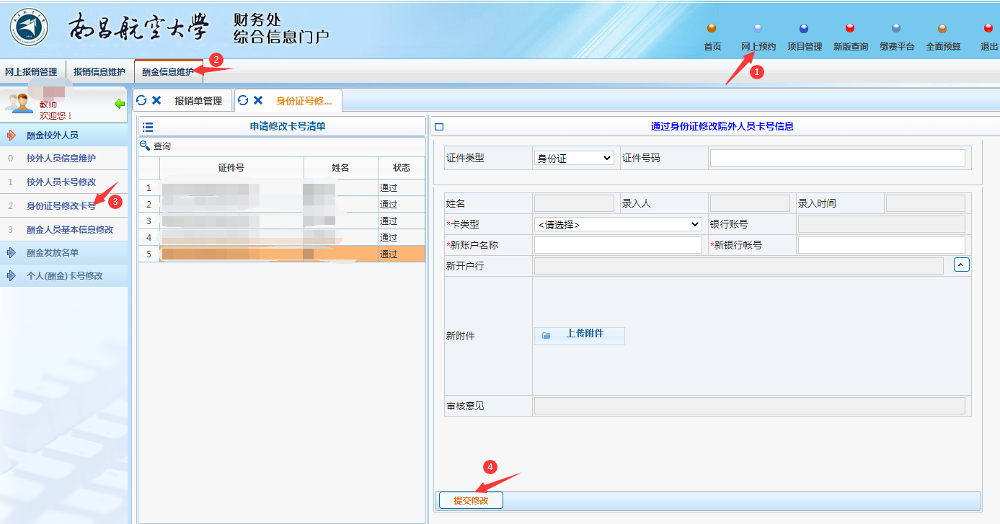 南昌航空大学
财务处
综合信息门户
首页 网上预约 项目管理 新版查询 缴费平台 全面预算 退出
1
网上报销管理 报销信息维护 酬金信息维护
2
教师
欢迎您！
报销单管理 身份证号修...
酬金校外人员
0 校外人员信息维护
1 校外人员卡号修改
2 身份证号修改卡号
3
3 酬金人员基本信息修改
酬金发放名单
个人(酬金)卡号修改
申请修改卡号清单
查询
证件号 姓名 状态
1 通过
2 通过
3 通过
4 通过
5 通过
通过身份证修改院外人员卡号信息
证件类型 身份证 证件号码
姓名 录入人 录入时间
*卡类型 <请选择> 银行账号
*新账户名称 *新银行帐号
新开户行
新附件 上传附件
审核意见
4
提交修改